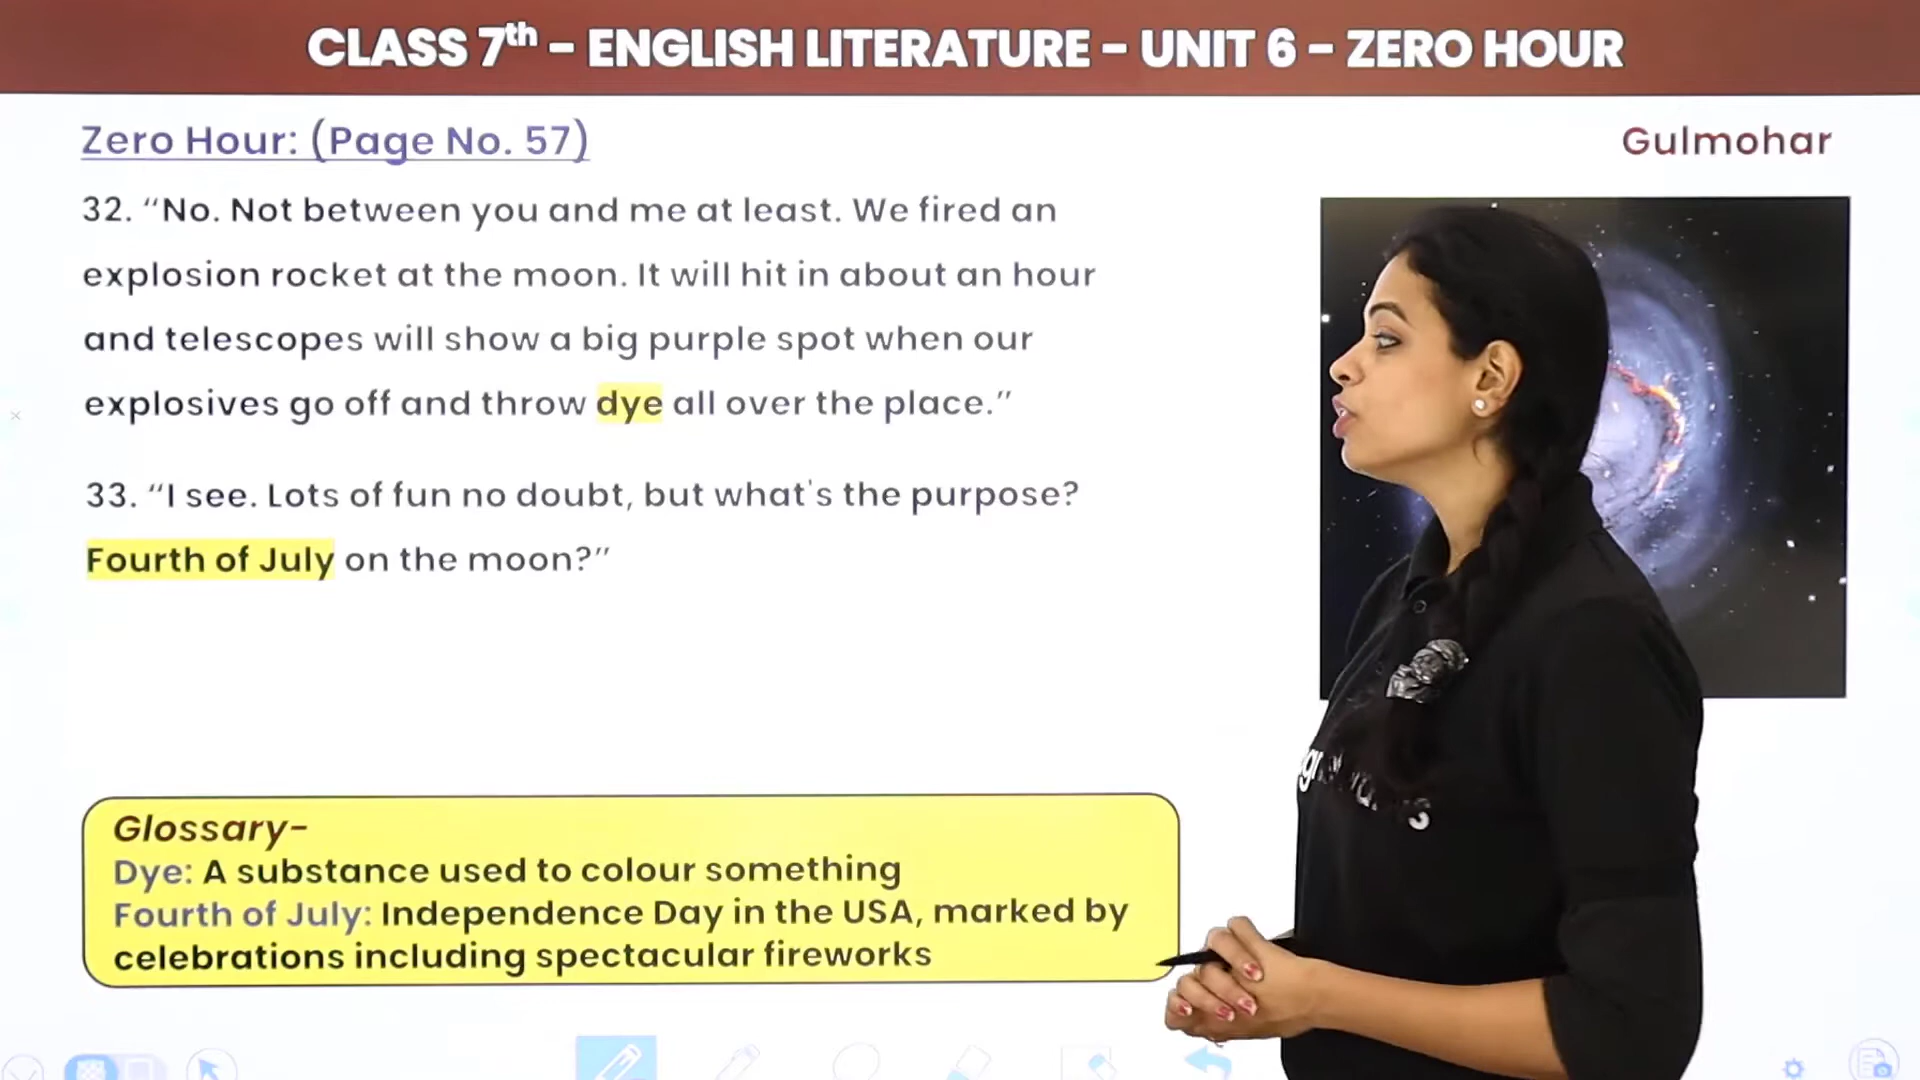 CLASS 7th – ENGLISH LITERATURE – UNIT 6 – ZERO HOUR
Zero Hour: (Page No. 57)
Gulmohar
32. “No. Not between you and me at least. We fired an
explosion rocket at the moon. It will hit in about an hour
and telescopes will show a big purple spot when our
explosives go off and throw dye all over the place.”
33. “I see. Lots of fun no doubt, but what's the purpose?
Fourth of July on the moon?”
Glossary-
Dye: A substance used to colour something
Fourth of July: Independence Day in the USA, marked by
celebrations including spectacular fireworks